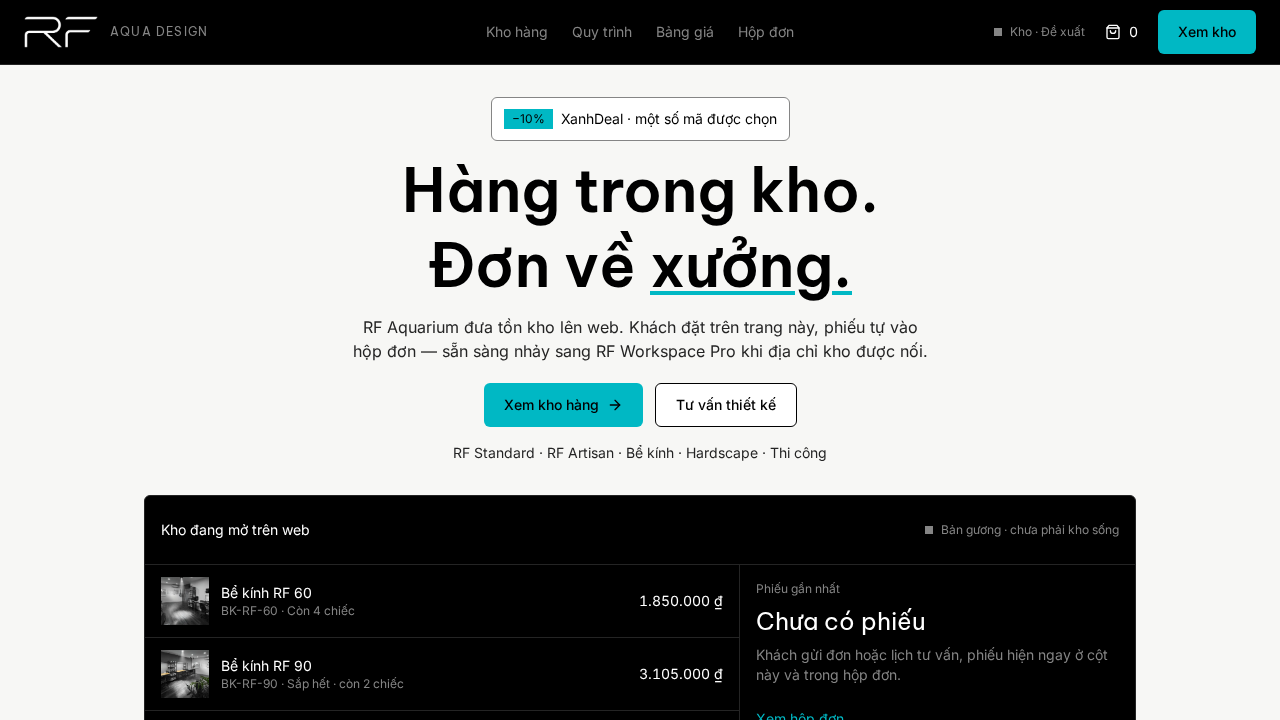 RF AQUA DESIGN
Kho hàng
Quy trình
Bảng giá
Hộp đơn
Kho · Đề xuất
0
Xem kho
−10% XanhDeal · một số mã được chọn
Hàng trong kho.
Đơn về xưởng.
RF Aquarium đưa tồn kho lên web. Khách đặt trên trang này, phiếu tự vào
hộp đơn — sẵn sàng nhảy sang RF Workspace Pro khi địa chỉ kho được nối.
Xem kho hàng
Tư vấn thiết kế
RF Standard · RF Artisan · Bể kính · Hardscape · Thi công
Kho đang mở trên web
Bản gương · chưa phải kho sống
Bể kính RF 60
BK-RF-60 · Còn 4 chiếc
1.850.000 ₫
Bể kính RF 90
BK-RF-90 · Sắp hết · còn 2 chiếc
3.105.000 ₫
Phiếu gần nhất
Chưa có phiếu
Khách gửi đơn hoặc lịch tư vấn, phiếu hiện ngay ở cột
này và trong hộp đơn.
Xem hộp đơn